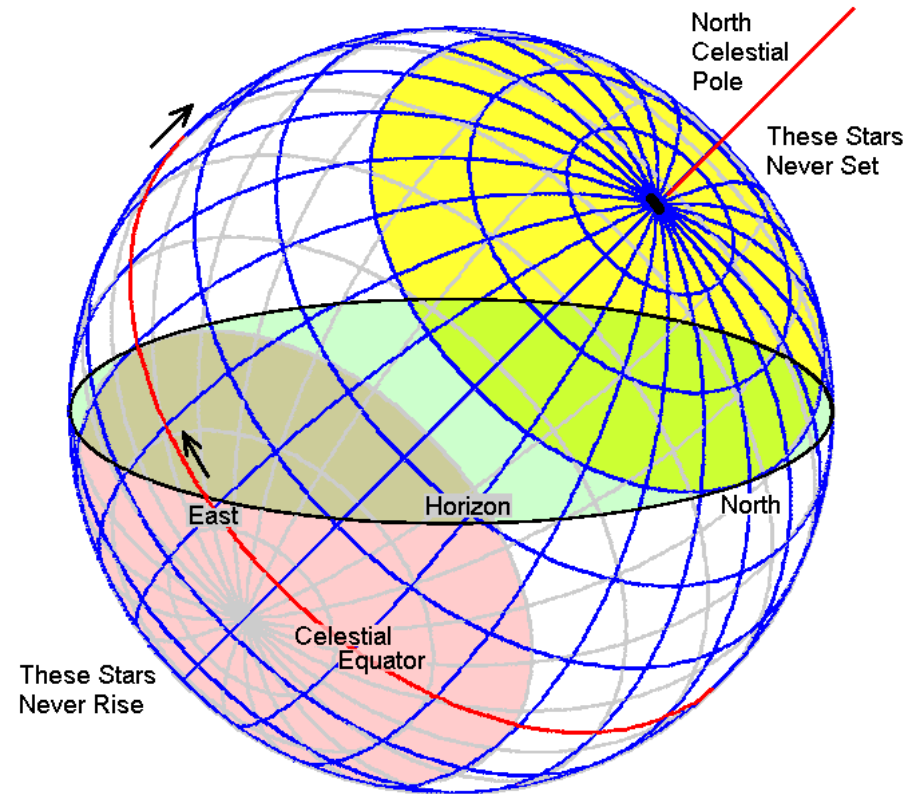 North
Celestial
Pole
These Stars
Never Set
East
Horizon
North
Celestial
Equator
These Stars
Never Rise